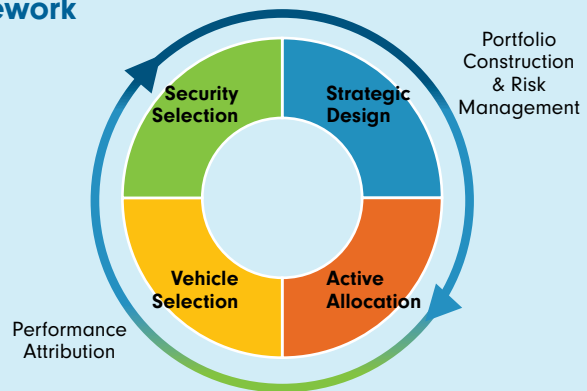 ework
Portfolio
Construction
& Risk
Management
Security
Selection
Strategic
Design
Vehicle
Selection
Active
Allocation
Performance
Attribution